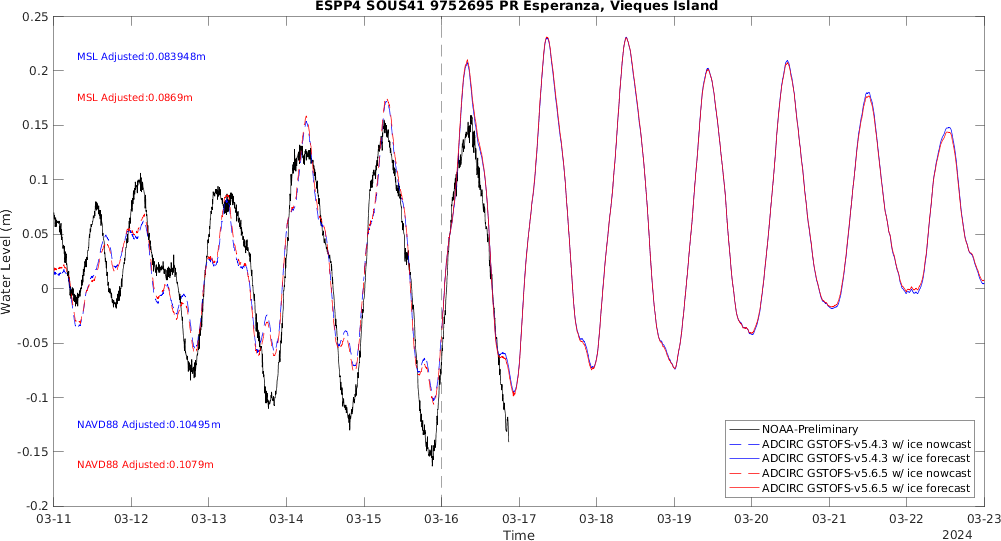 ESPP4 SOUS41 9752695 PR Esperanza, Vieques Island
0.25
0.2
0.15
0.1
0.05
0
-0.05
-0.1
-0.15
-0.2
Water Level (m)
MSL Adjusted:0.083948m
MSL Adjusted:0.0869m
NAVD88 Adjusted:0.10495m
NAVD88 Adjusted:0.1079m
NOAA-Preliminary
ADCIRC GSTOFS-v5.4.3 w/ ice nowcast
ADCIRC GSTOFS-v5.4.3 w/ ice forecast
ADCIRC GSTOFS-v5.6.5 w/ ice nowcast
ADCIRC GSTOFS-v5.6.5 w/ ice forecast
03-11 03-12 03-13 03-14 03-15 03-16 03-17 03-18 03-19 03-20 03-21 03-22 03-23
Time
2024